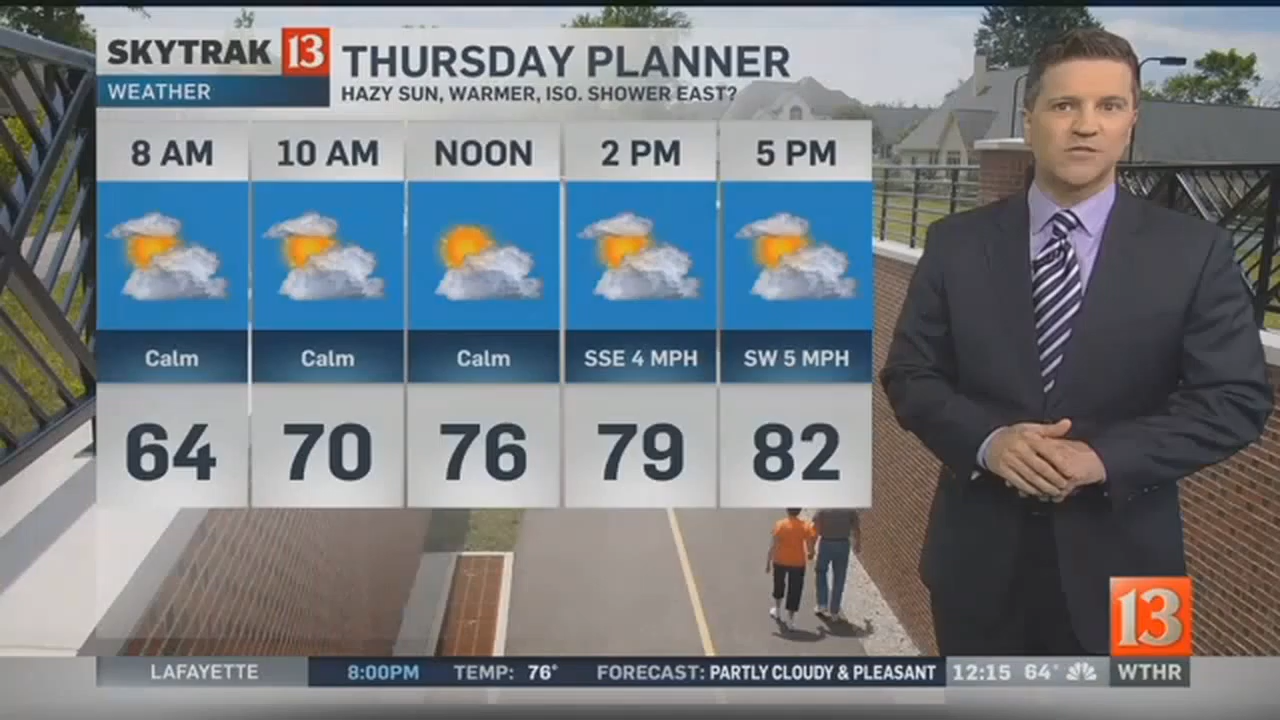 SKYTRAK 13
WEATHER
THURSDAY PLANNER
HAZY SUN, WARMER, ISO. SHOWER EAST?
8 AM 10 AM NOON 2 PM 5 PM
Calm Calm Calm SSE 4 MPH SW 5 MPH
64 70 76 79 82
13
LAFAYETTE 8:00PM TEMP: 76° FORECAST: PARTLY CLOUDY & PLEASANT 12:15 64° WTHR